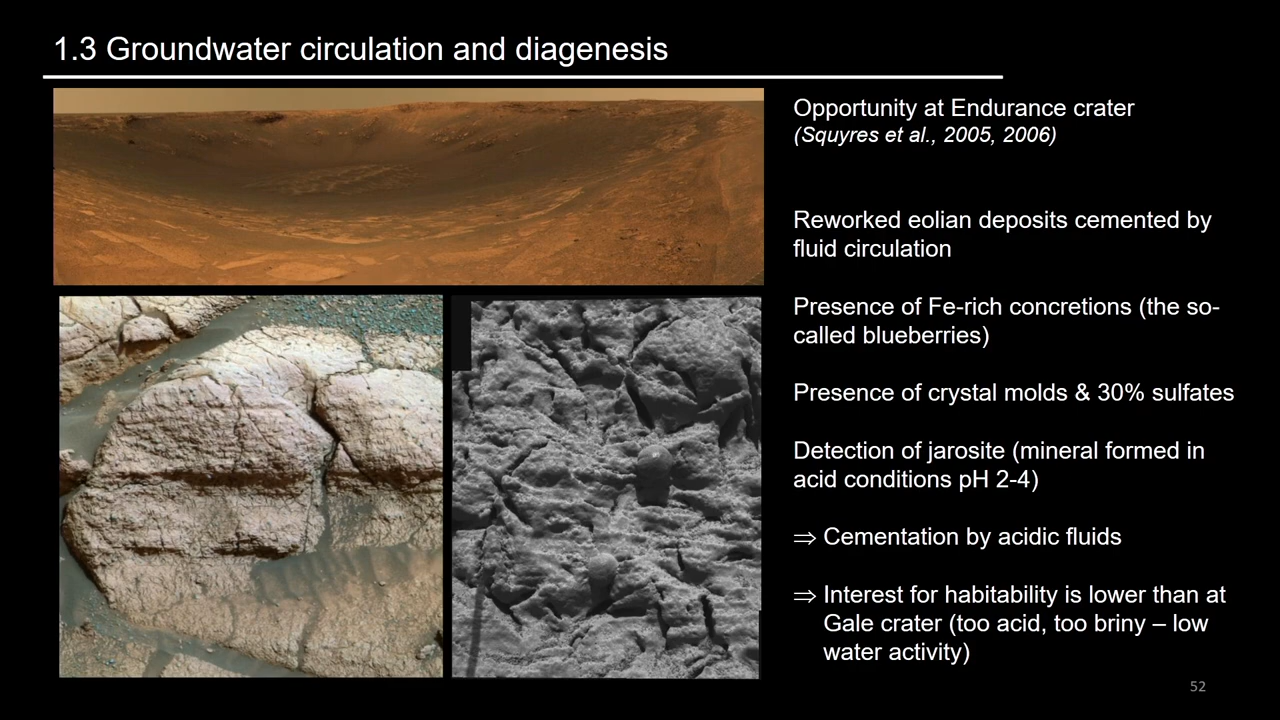 1.3 Groundwater circulation and diagenesis
Opportunity at Endurance crater
(Squyres et al., 2005, 2006)
Reworked eolian deposits cemented by
fluid circulation
Presence of Fe-rich concretions (the so-
called blueberries)
Presence of crystal molds & 30% sulfates
Detection of jarosite (mineral formed in
acid conditions pH 2-4)
⇒ Cementation by acidic fluids
⇒ Interest for habitability is lower than at
Gale crater (too acid, too briny – low
water activity)
52